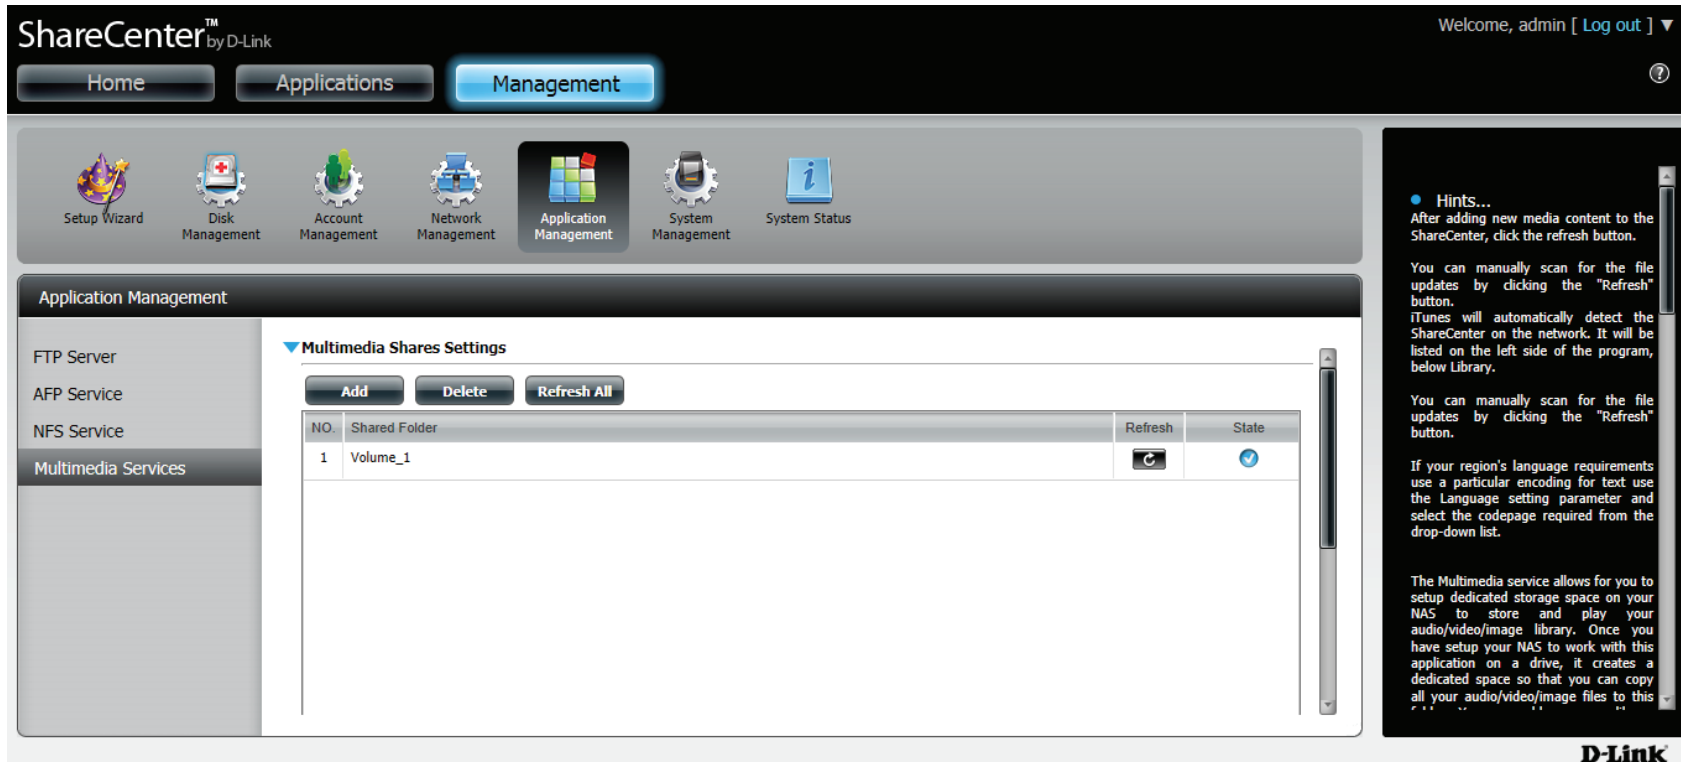 ShareCenter™ by D-Link
Welcome, admin [ Log out ] ▼
Home
Applications
Management
?
Setup Wizard
Disk
Management
Account
Management
Network
Management
Application
Management
System
Management
System Status
Application Management
FTP Server
AFP Service
NFS Service
Multimedia Services
Multimedia Shares Settings
Add
Delete
Refresh All
NO. Shared Folder Refresh State
1 Volume_1
Hints...
After adding new media content to the
ShareCenter, click the refresh button.
You can manually scan for the file
updates by clicking the "Refresh"
button.
iTunes will automatically detect the
ShareCenter on the network. It will be
listed on the left side of the program,
below Library.
You can manually scan for the file
updates by clicking the "Refresh"
button.
If your region's language requirements
use a particular encoding for text use
the Language setting parameter and
select the codepage required from the
drop-down list.
The Multimedia service allows for you to
setup dedicated storage space on your
NAS to store and play your
audio/video/image library. Once you
have setup your NAS to work with this
application on a drive, it creates a
dedicated space so that you can copy
all your audio/video/image files to this
D-Link